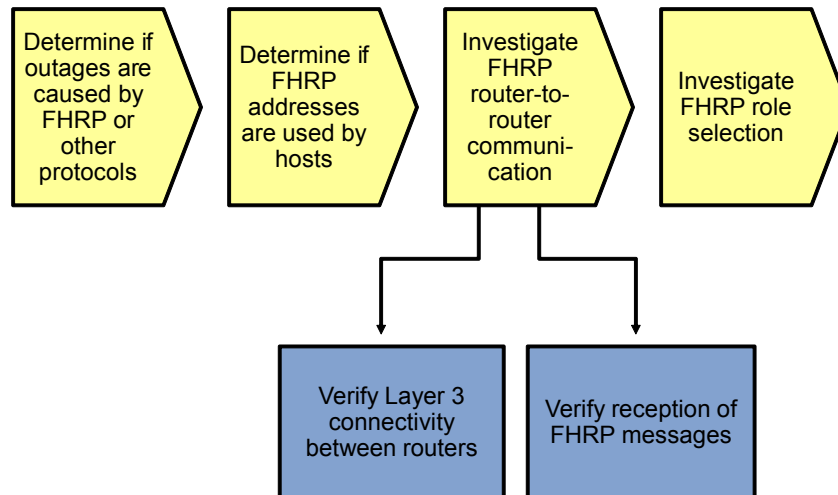 Determine if
outages are
caused by
FHRP or
other
protocols
Determine if
FHRP
addresses
are used by
hosts
Investigate
FHRP
router-to-
router
communi-
cation
Investigate
FHRP role
selection
Verify Layer 3
connectivity
between routers
Verify reception of
FHRP messages